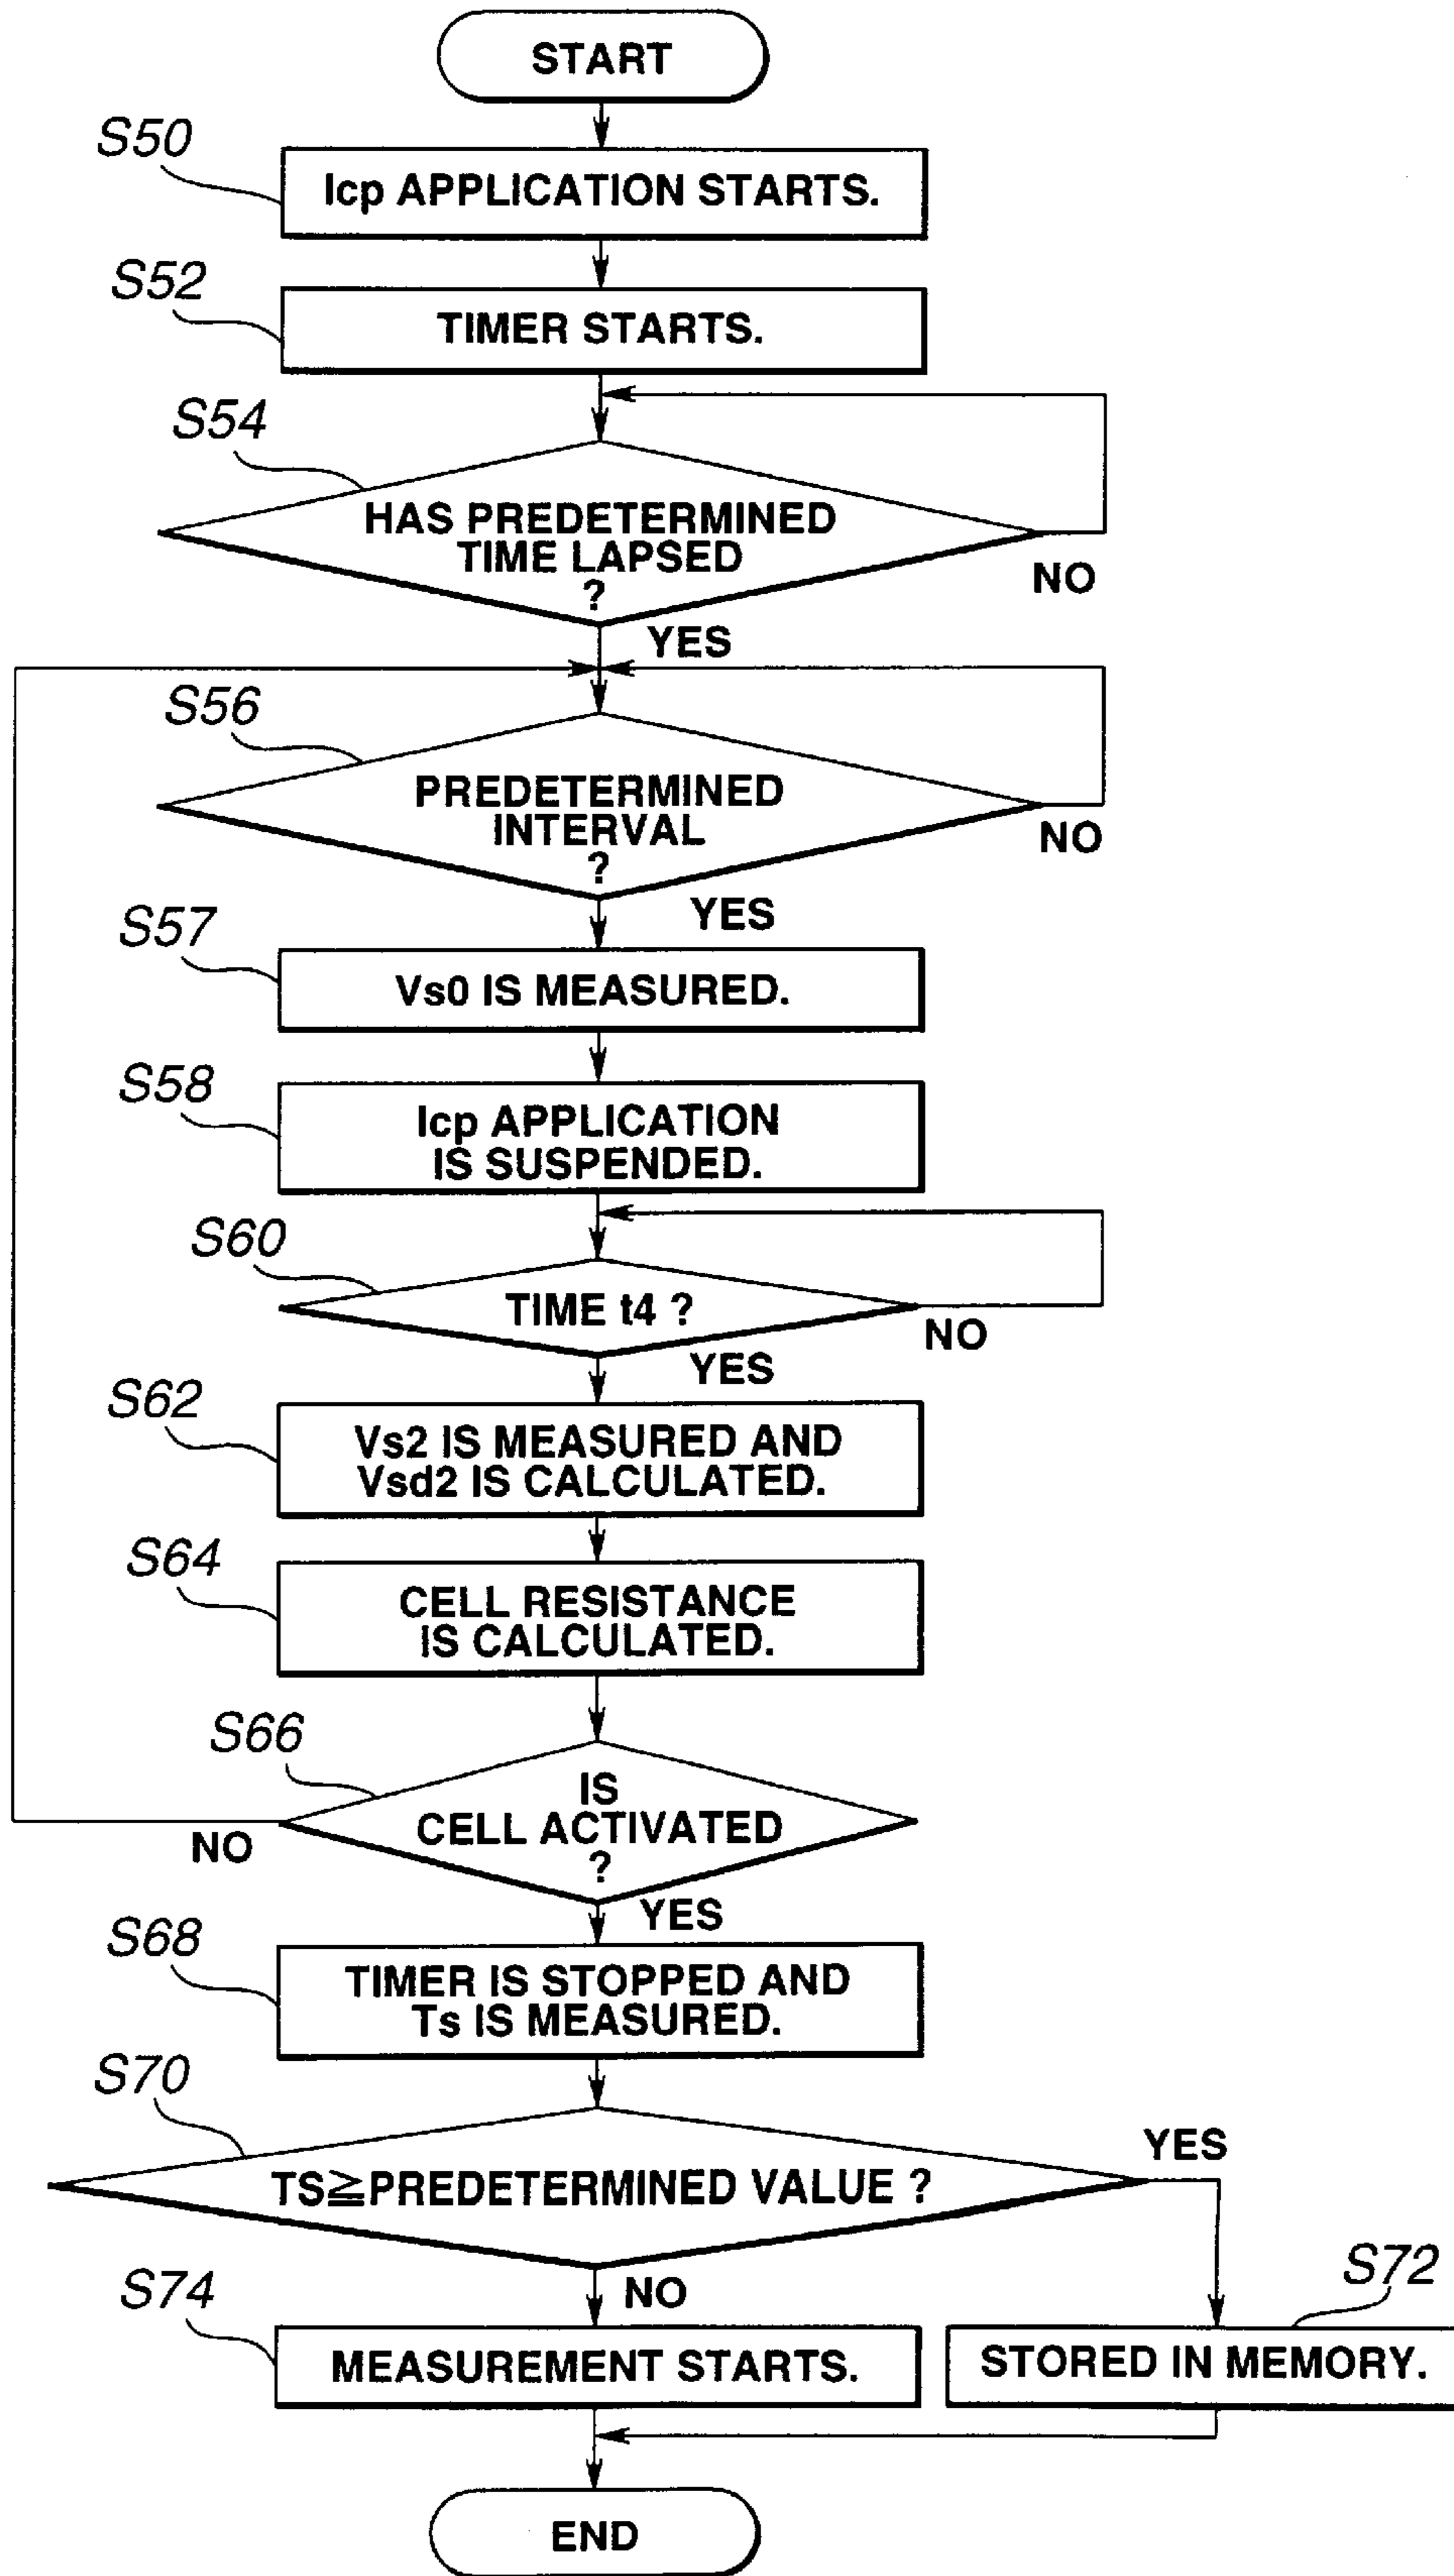 START
S50
Icp APPLICATION STARTS.
S52
TIMER STARTS.
S54
HAS PREDETERMINED
TIME LAPSED
?
NO
YES
S56
PREDETERMINED
INTERVAL
?
NO
YES
S57
Vs0 IS MEASURED.
S58
Icp APPLICATION
IS SUSPENDED.
S60
TIME t4 ?
NO
YES
S62
Vs2 IS MEASURED AND
Vsd2 IS CALCULATED.
S64
CELL RESISTANCE
IS CALCULATED.
S66
IS
CELL ACTIVATED
?
NO
YES
S68
TIMER IS STOPPED AND
Ts IS MEASURED.
S70
YES
TS≧PREDETERMINED VALUE ?
S72
S74
NO
MEASUREMENT STARTS.
STORED IN MEMORY.
END